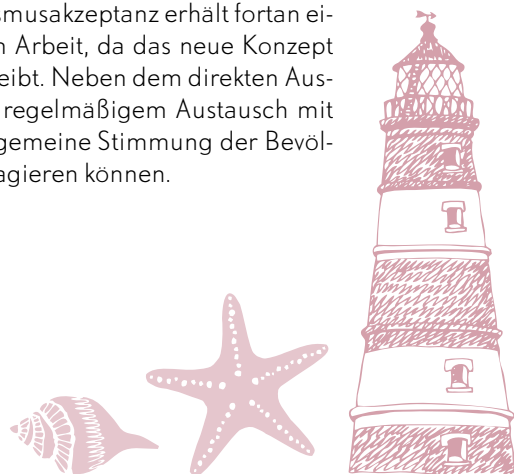 smusakzeptanz erhält fortan ei-
n Arbeit, da das neue Konzept
eibt. Neben dem direkten Aus-
regelmäßigem Austausch mit
gemeine Stimmung der Bevöl-
agieren können.